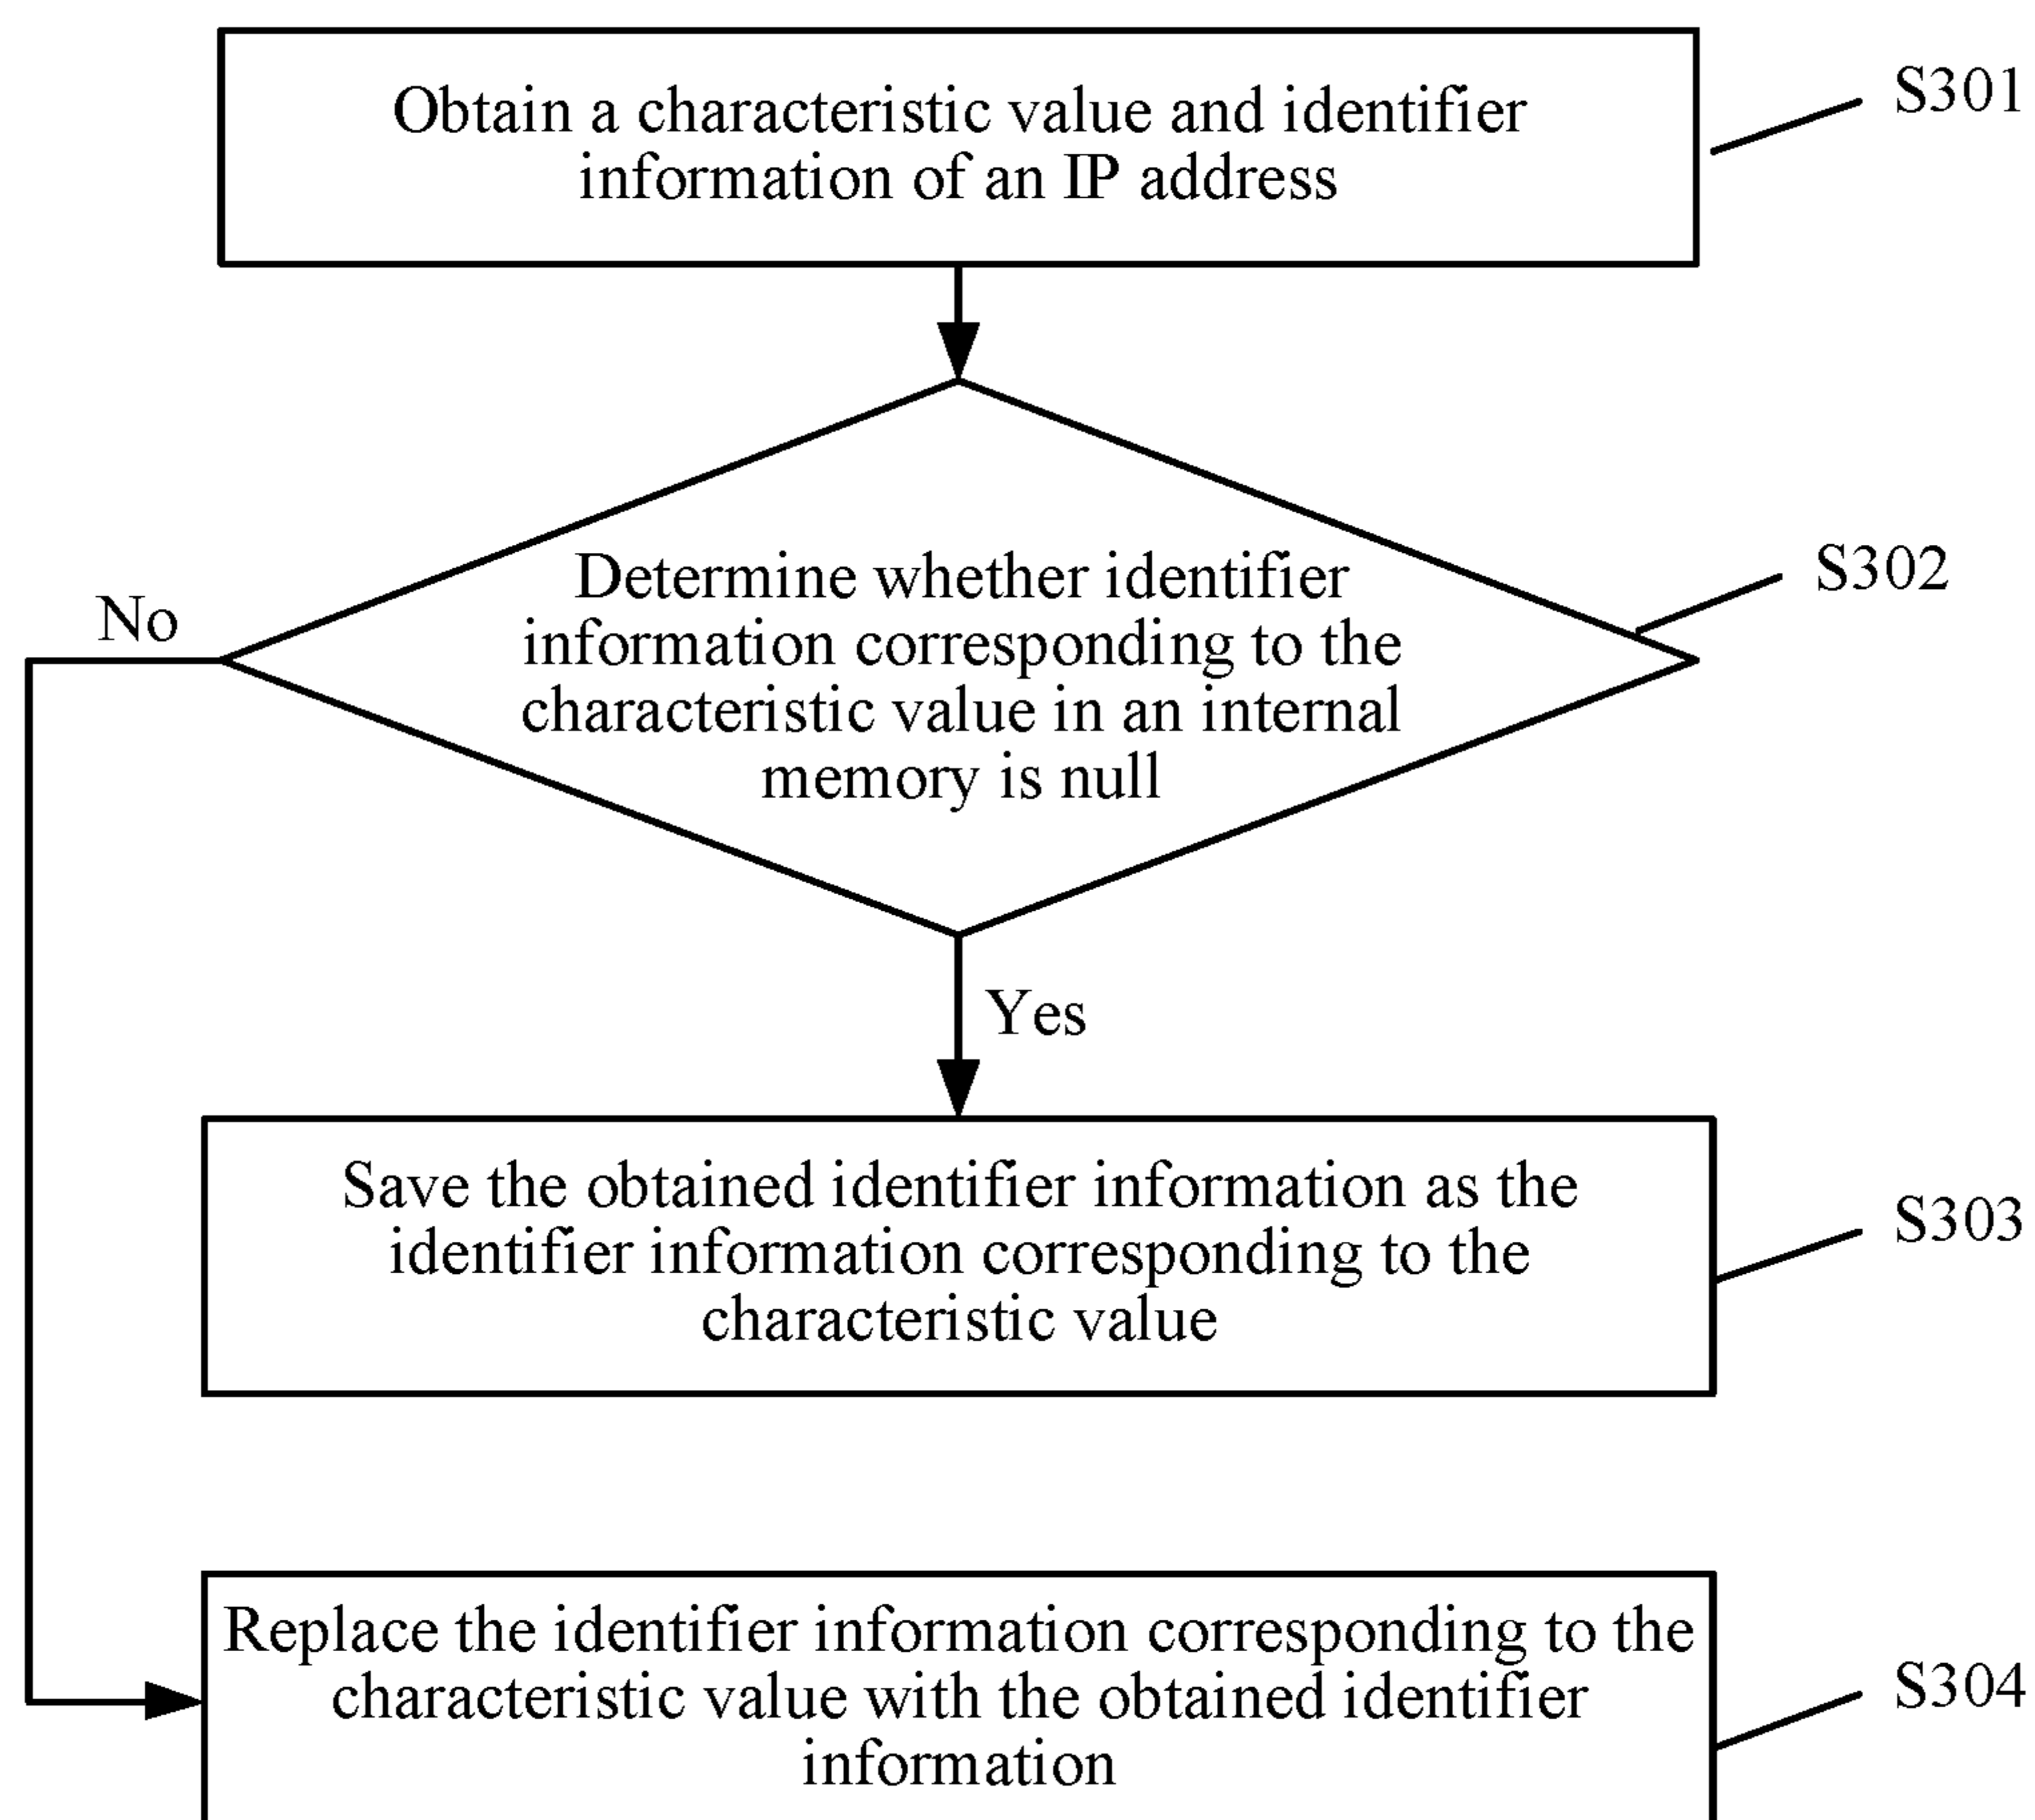 Obtain a characteristic value and identifier
information of an IP address
S301
Determine whether identifier
information corresponding to the
characteristic value in an internal
memory is null
S302
No
Yes
Save the obtained identifier information as the
identifier information corresponding to the
characteristic value
S303
Replace the identifier information corresponding to the
characteristic value with the obtained identifier
information
S304